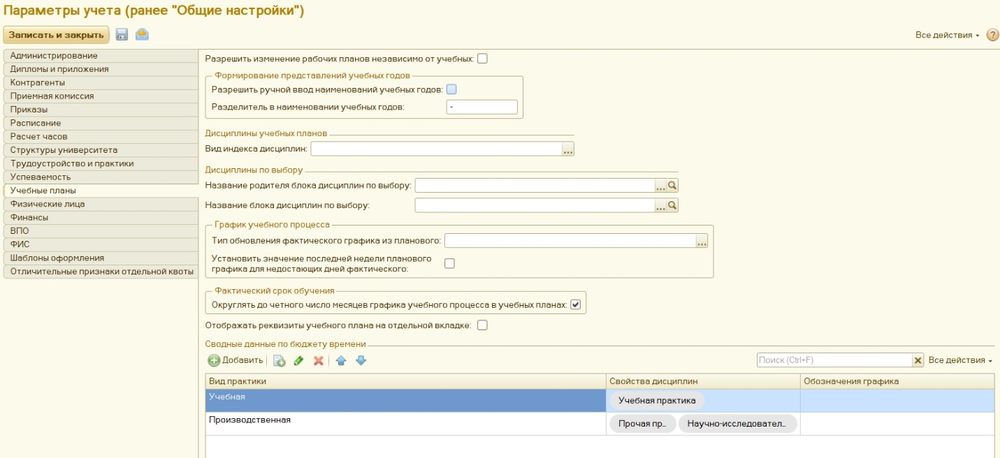 Параметры учета (ранее "Общие настройки")
Записать и закрыть
Все действия
?
Администрирование
Дипломы и приложения
Контрагенты
Приемная комиссия
Приказы
Расписание
Расчет часов
Структуры университета
Трудоустройство и практики
Успеваемость
Учебные планы
Физические лица
Финансы
ВПО
ФИС
Шаблоны оформления
Отличительные признаки отдельной квоты
Разрешить изменение рабочих планов независимо от учебных:
Формирование представлений учебных годов
Разрешить ручной ввод наименований учебных годов:
Разделитель в наименовании учебных годов: -
Дисциплины учебных планов
Вид индекса дисциплин: ...
Дисциплины по выбору
Название родителя блока дисциплин по выбору: ...
Название блока дисциплин по выбору: ...
График учебного процесса
Тип обновления фактического графика из планового: ...
Установить значение последней недели планового
графика для недостающих дней фактического:
Фактический срок обучения
Округлять до четного число месяцев графика учебного процесса в учебных планах:
Отображать реквизиты учебного плана на отдельной вкладке:
Сводные данные по бюджету времени
Добавить Поиск (Ctrl+F) Все действия
Вид практики Свойства дисциплин Обозначения графика
Учебная Учебная практика
Производственная Прочая пр... Научно-исследовател...